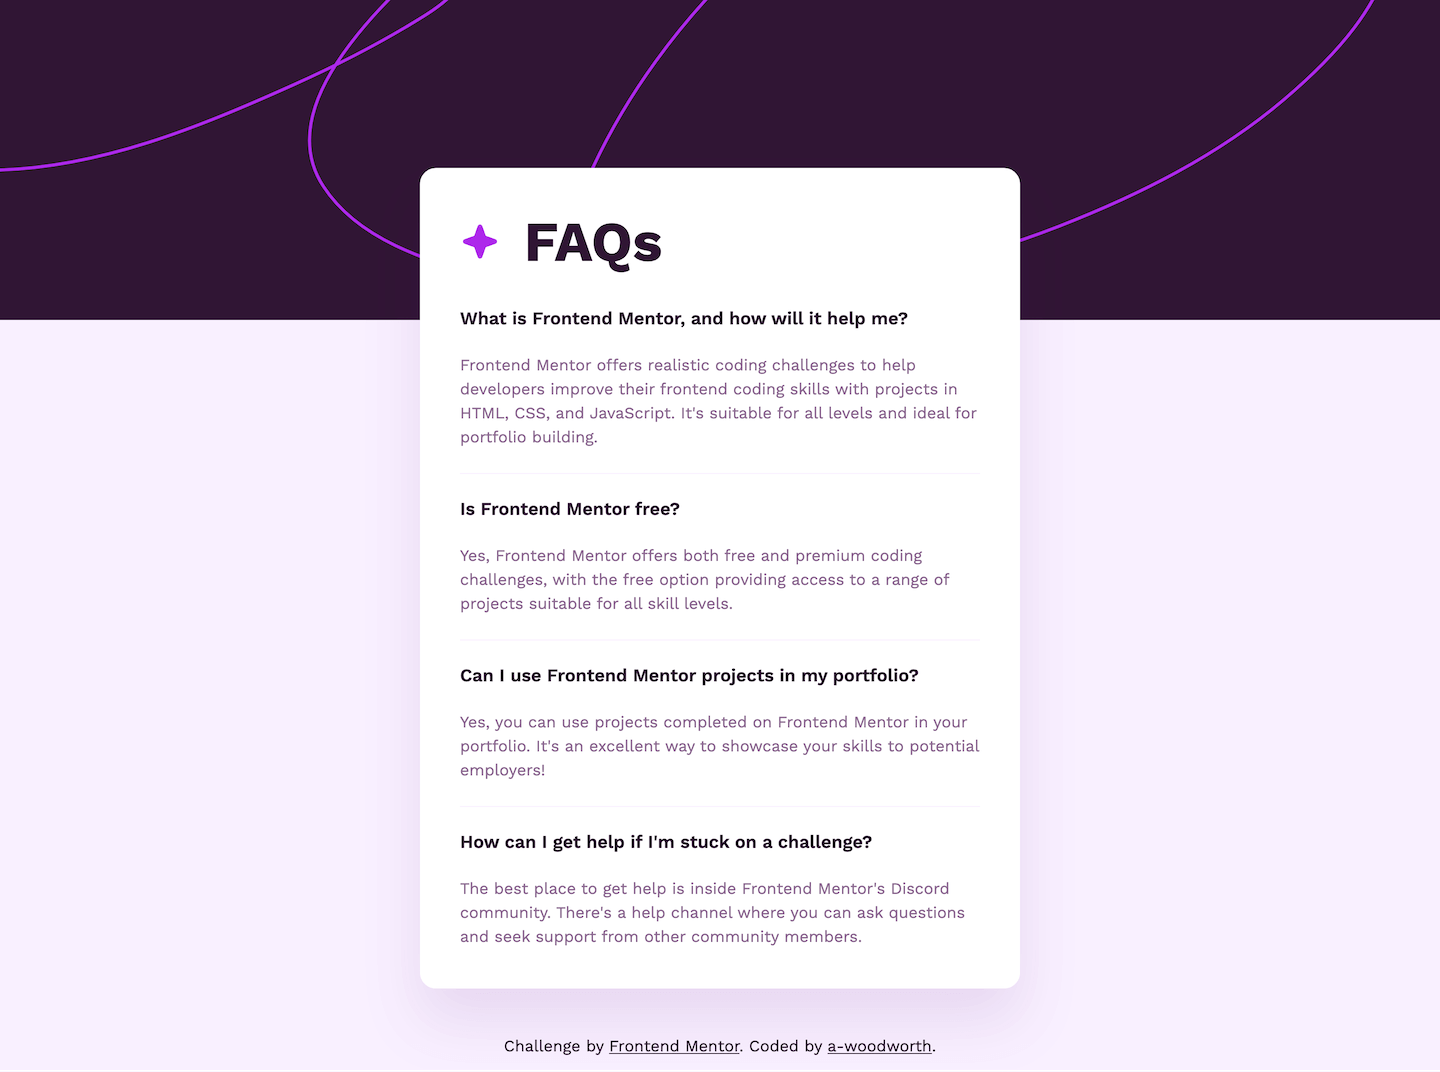 FAQs
What is Frontend Mentor, and how will it help me?
Frontend Mentor offers realistic coding challenges to help
developers improve their frontend coding skills with projects in
HTML, CSS, and JavaScript. It's suitable for all levels and ideal for
portfolio building.
Is Frontend Mentor free?
Yes, Frontend Mentor offers both free and premium coding
challenges, with the free option providing access to a range of
projects suitable for all skill levels.
Can I use Frontend Mentor projects in my portfolio?
Yes, you can use projects completed on Frontend Mentor in your
portfolio. It's an excellent way to showcase your skills to potential
employers!
How can I get help if I'm stuck on a challenge?
The best place to get help is inside Frontend Mentor's Discord
community. There's a help channel where you can ask questions
and seek support from other community members.
Challenge by Frontend Mentor. Coded by a-woodworth.